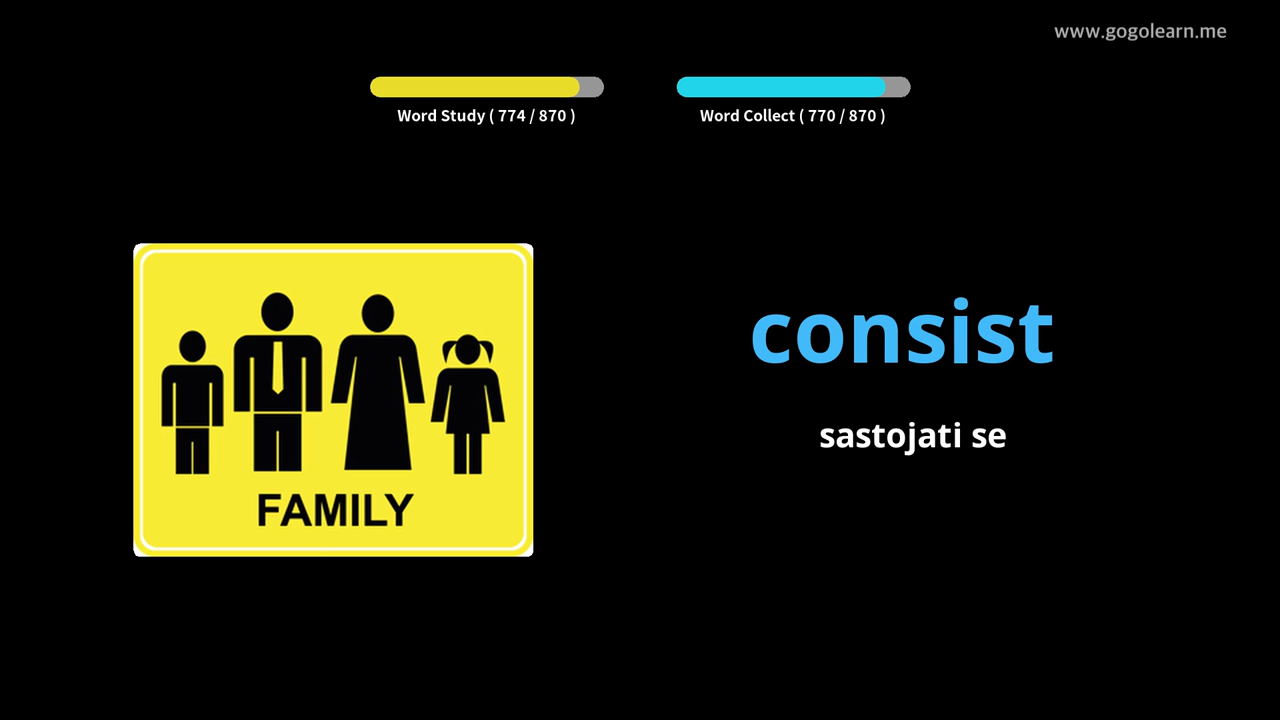 www.gogolearn.me
Word Study ( 774 / 870 )
Word Collect ( 770 / 870 )
FAMILY
consist
sastojati se